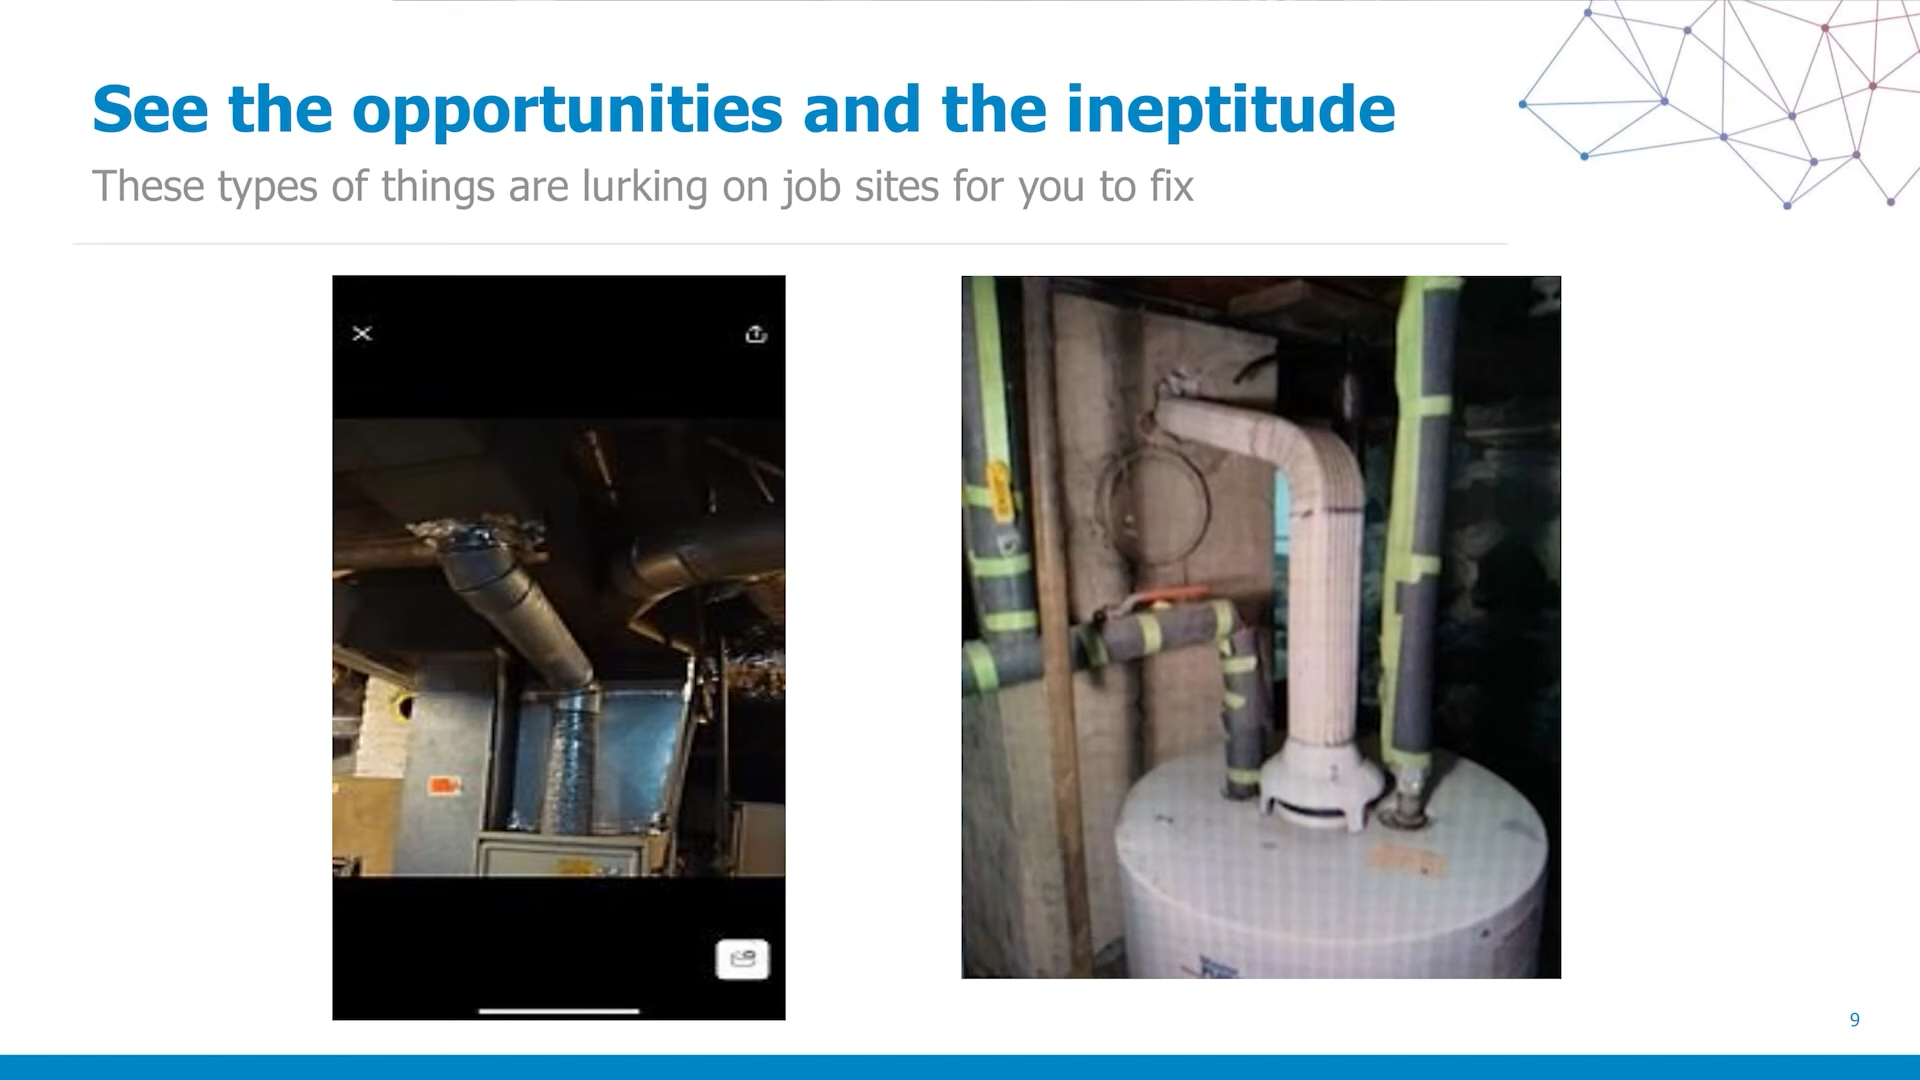 See the opportunities and the ineptitude
These types of things are lurking on job sites for you to fix
9